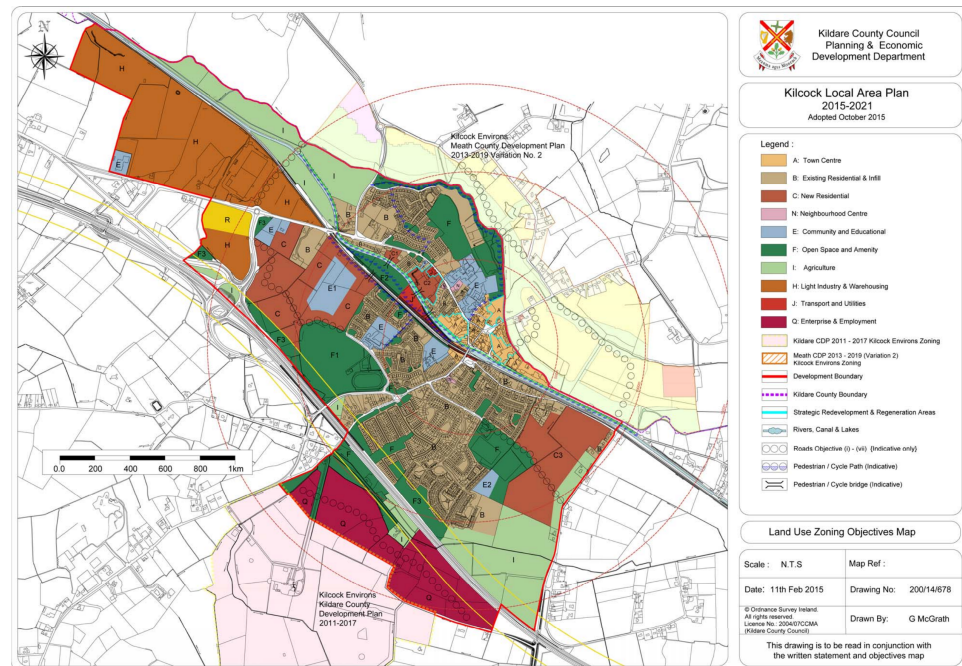 N
Kilcock Environs
Meath County Development Plan
2013-2019 Variation No. 2
H
H
H
H
E
R
F3
F3
E
C
B
C
E1
C
C
I
I
I
B
B
F
F2
E
E
E
F1
F3
I
I
B
B
B
F
E2
C3
B
F3
I
I
I
Q
Q
Q
Q
0.0 200 400 600 800 1km
Kilcock Environs
Kildare County
Development Plan
2011-2017
Kildare County Council
Planning & Economic
Development Department
Kilcock Local Area Plan
2015-2021
Adopted October 2015
Legend :
A: Town Centre
B: Existing Residential & Infill
C: New Residential
N: Neighbourhood Centre
E: Community and Educational
F: Open Space and Amenity
I: Agriculture
H: Light Industry & Warehousing
J: Transport and Utilities
Q: Enterprise & Employment
Kildare CDP 2011 - 2017 Kilcock Environs Zoning
Meath CDP 2013 - 2019 (Variation 2)
Kilcock Environs Zoning
Development Boundary
Kildare County Boundary
Strategic Redevelopment & Regeneration Areas
Rivers, Canal & Lakes
Roads Objective (i) - (vii) {Indicative only}
Pedestrian / Cycle Path (Indicative)
Pedestrian / Cycle bridge (Indicative)
Land Use Zoning Objectives Map
Scale : N.T.S
Map Ref :
Date: 11th Feb 2015
Drawing No: 200/14/678
© Ordnance Survey Ireland.
All rights reserved.
Licence No.: 2004/07CCMA
(Kildare County Council)
Drawn By: G McGrath
This drawing is to be read in conjunction with
the written statement and objectives map